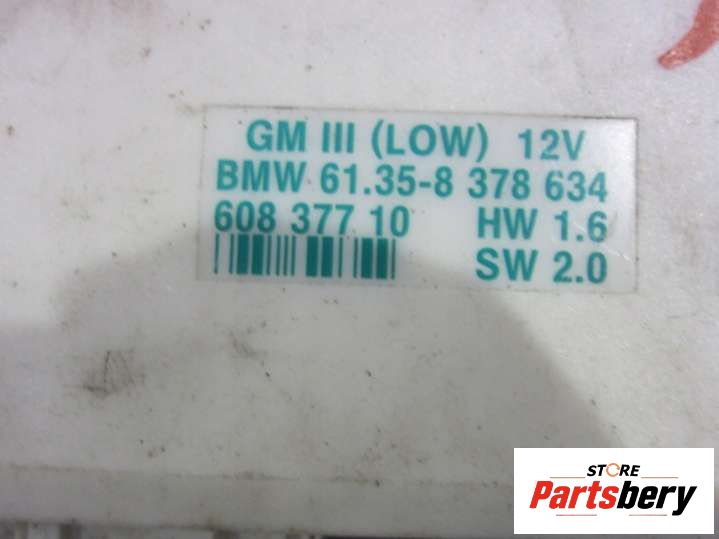 GM III (LOW) 12V
BMW 61.35-8 378 634
608 377 10 HW 1.6
SW 2.0
STORE
Partsbery